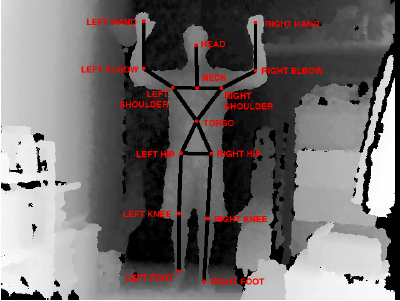 LEFT HAND
RIGHT HAND
HEAD
LEFT ELBOW
RIGHT ELBOW
NECK
LEFT
SHOULDER
RIGHT
SHOULDER
TORSO
LEFT HIP
RIGHT HIP
LEFT KNEE
RIGHT KNEE
LEFT FOOT
RIGHT FOOT